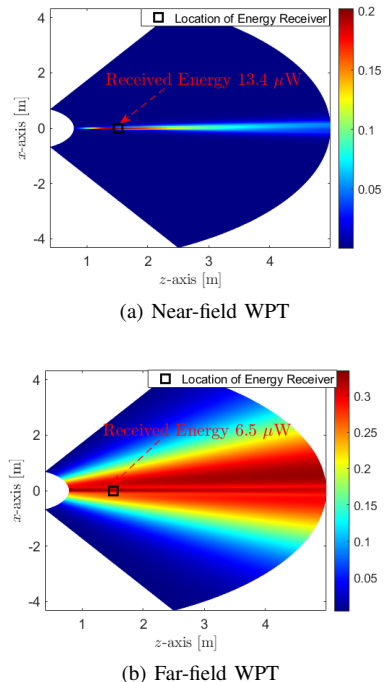 Location of Energy Receiver
4
2
0
-2
-4
x-axis [m]
Received Energy 13.4 μW
1
2
3
4
z-axis [m]
0.2
0.15
0.1
0.05
(a) Near-field WPT
Location of Energy Receiver
4
2
0
-2
-4
x-axis [m]
Received Energy 6.5 μW
1
2
3
4
z-axis [m]
0.3
0.25
0.2
0.15
0.1
0.05
(b) Far-field WPT